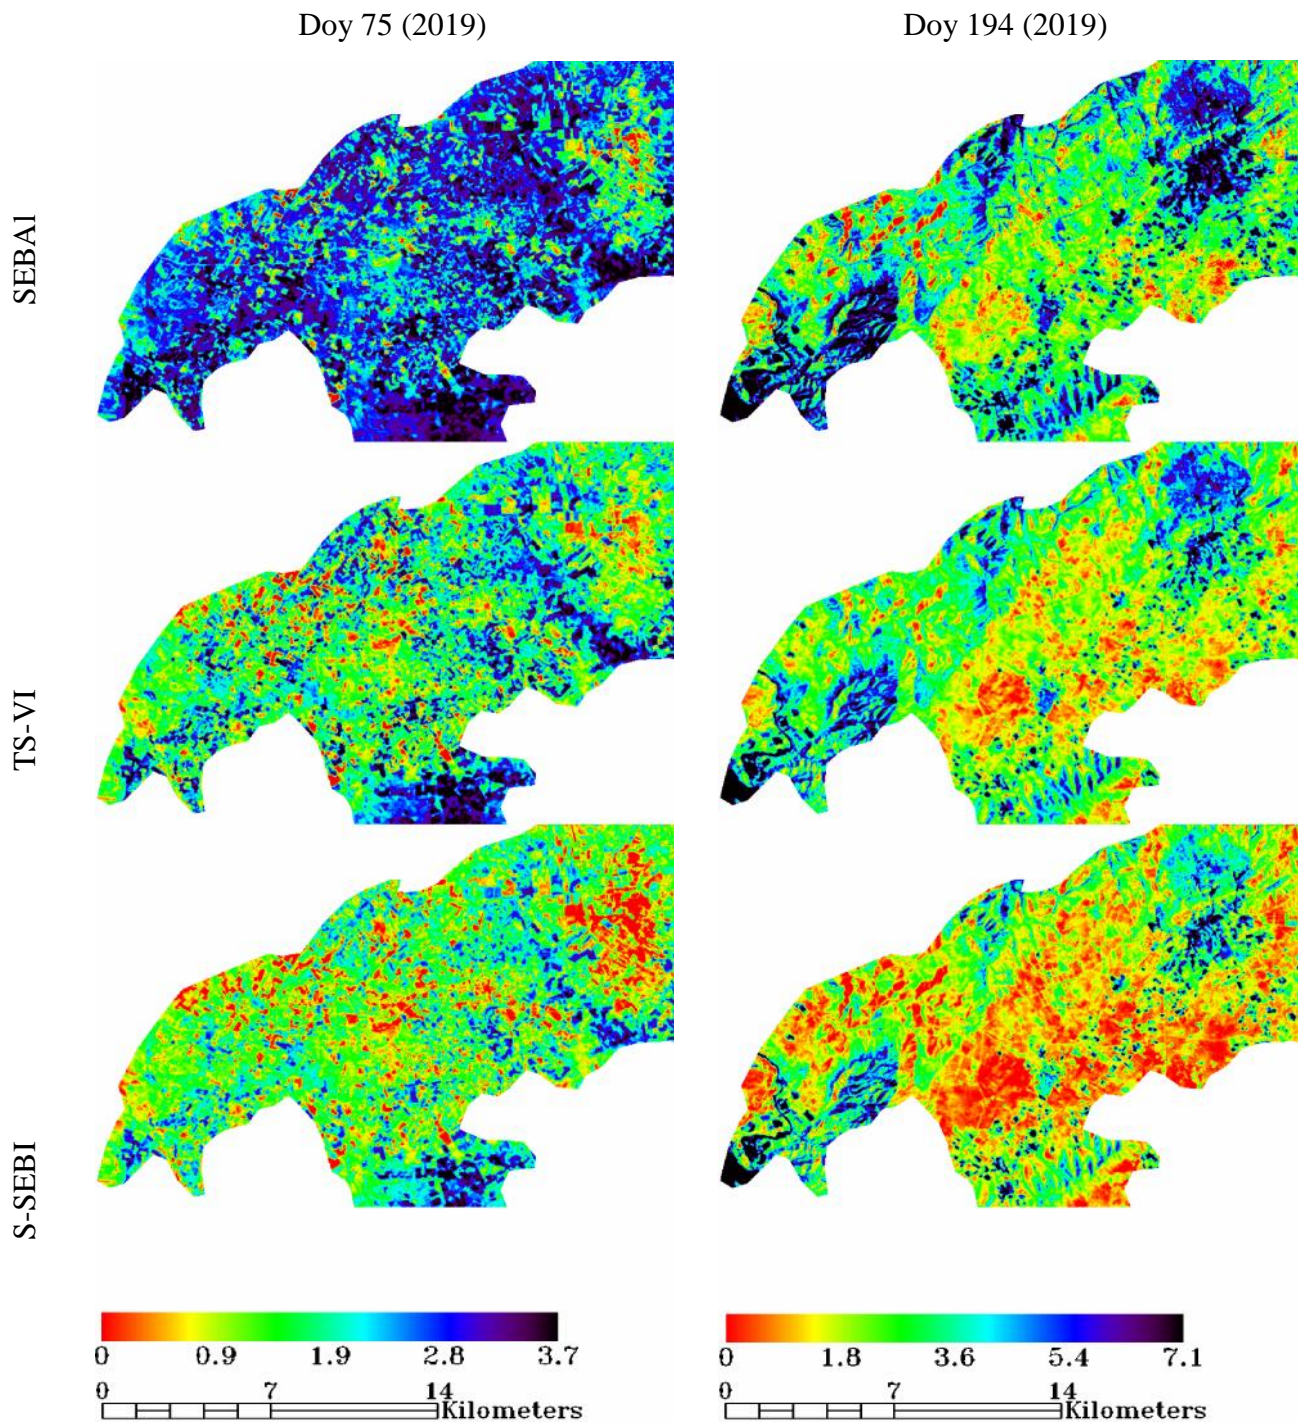 Doy 75 (2019) Doy 194 (2019)
SEBAl
TS-VI
S-SEBI
0 0.9 1.9 2.8 3.7
0 1.8 3.6 5.4 7.1
0 7 14
Kilometers
0 7 14
Kilometers